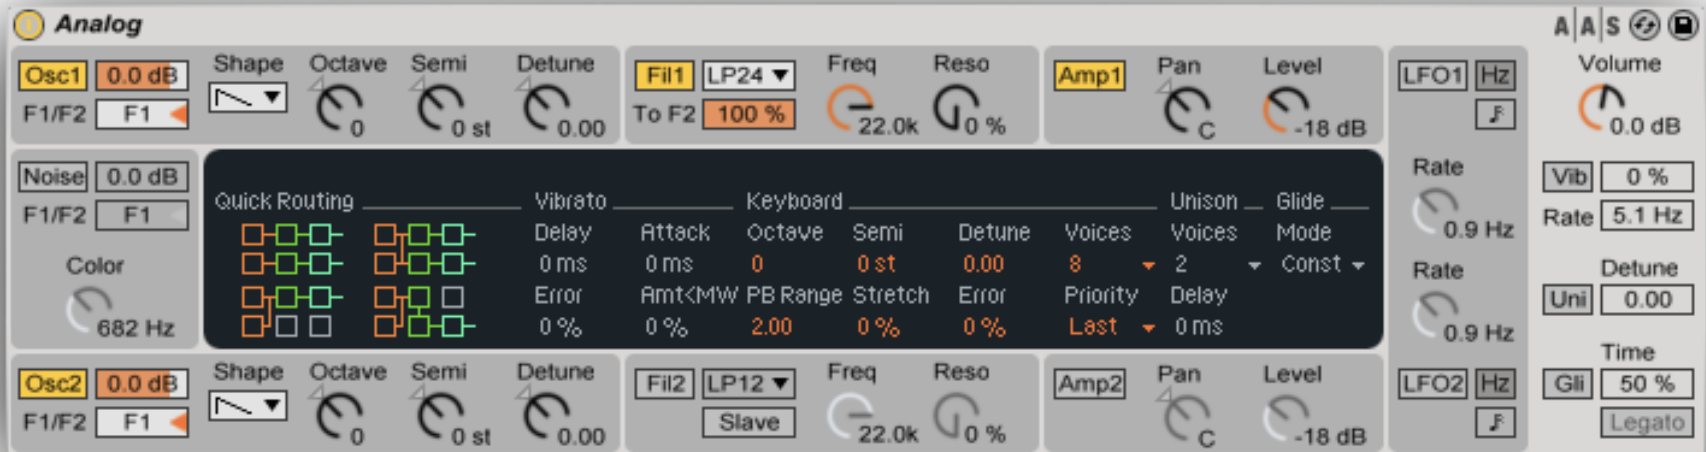 Analog A|A|S
Osc1 0.0 dB Shape Octave Semi Detune Fil1 LP24 Freq Reso Amp1 Pan Level LFO1 Hz Volume
F1/F2 F1 0 0 st 0.00 To F2 100 % 22.0k 0 % C -18 dB 0.0 dB
Noise 0.0 dB Quick Routing Vibrato Keyboard Unison Glide Rate Vib 0 %
F1/F2 F1 Delay Attack Octave Semi Detune Voices Voices Mode 0.9 Hz Rate 5.1 Hz
Color 0 ms 0 ms 0 0 st 0.00 8 2 Const Rate Detune
682 Hz Error Amt<MW PB Range Stretch Error Priority Delay 0.9 Hz Uni 0.00
0 % 0 % 2.00 0 % 0 % Last 0 ms
Time
Osc2 0.0 dB Shape Octave Semi Detune Fil2 LP12 Freq Reso Amp2 Pan Level LFO2 Hz Gli 50 %
F1/F2 F1 0 0 st 0.00 Slave 22.0k 0 % C -18 dB Legato